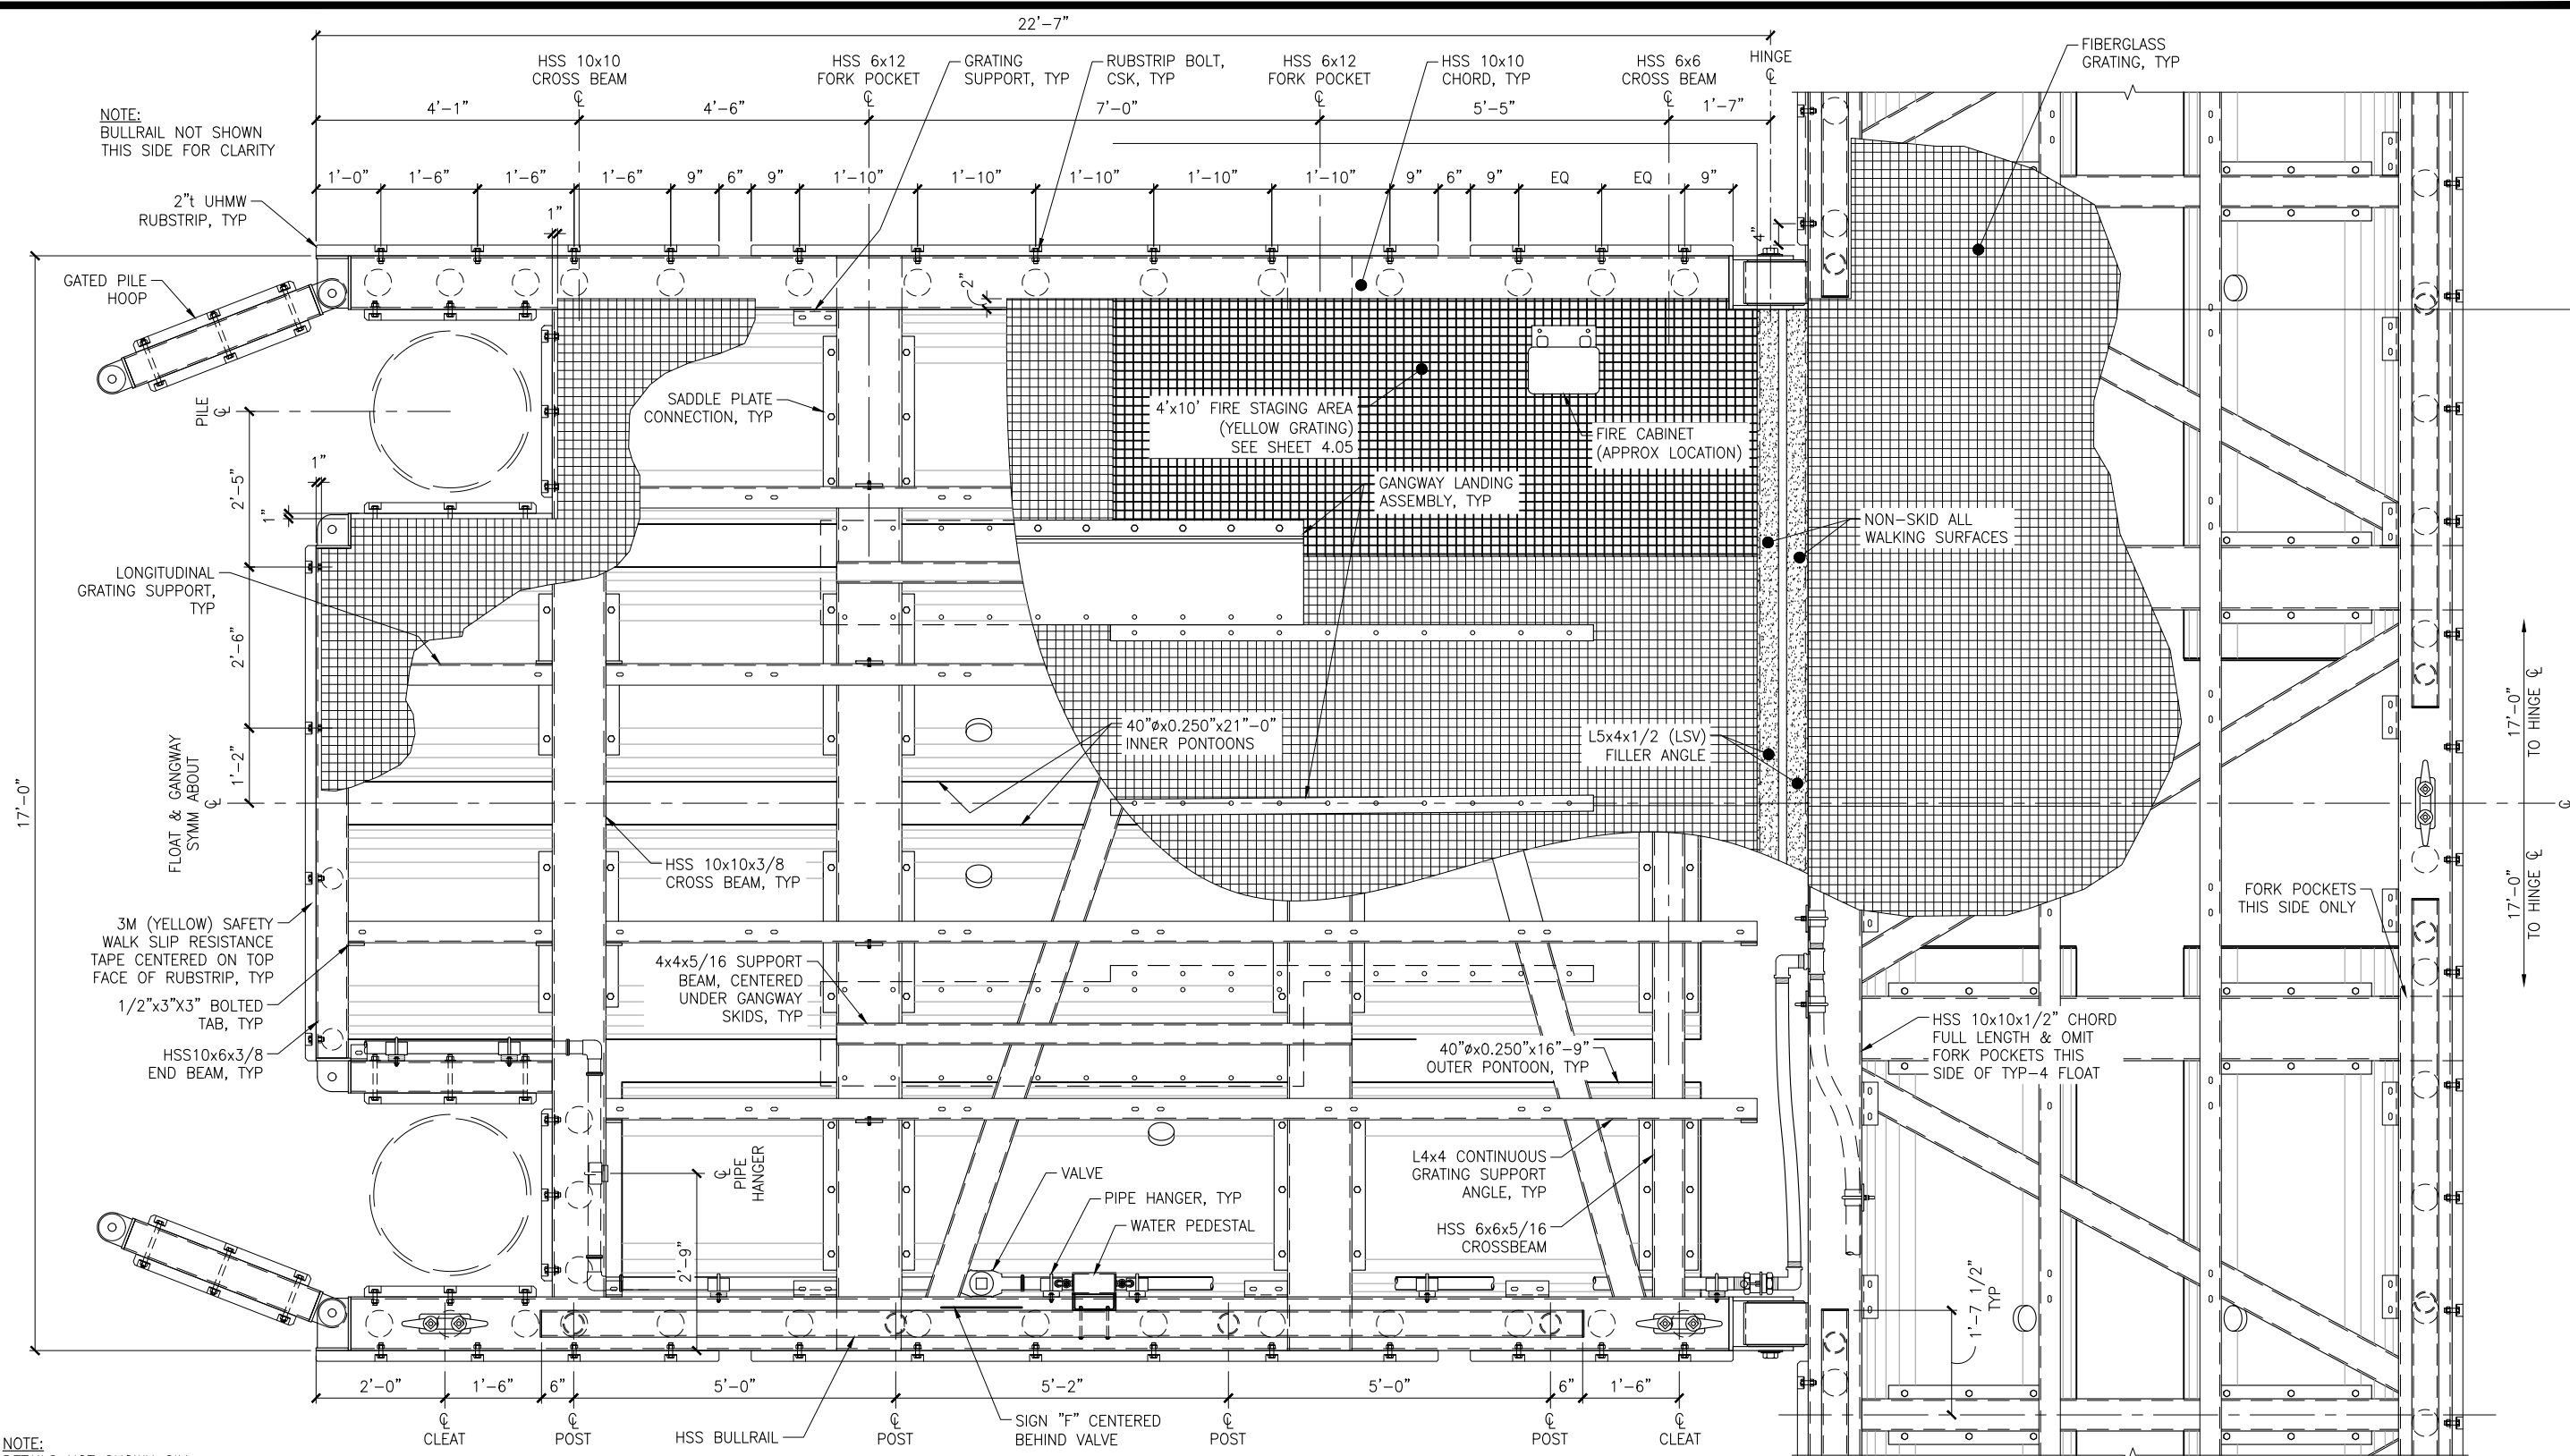 22'-7"
HSS 10x10
CROSS BEAM
℄
HSS 6x12
FORK POCKET
℄
GRATING
SUPPORT, TYP
RUBSTRIP BOLT,
CSK, TYP
HSS 6x12
FORK POCKET
℄
HSS 10x10
CHORD, TYP
HSS 6x6
CROSS BEAM
℄
HINGE
℄
FIBERGLASS
GRATING, TYP
4'-1"
4'-6"
7'-0"
5'-5"
1'-7"
NOTE:
BULLRAIL NOT SHOWN
THIS SIDE FOR CLARITY
1'-0"
1'-6"
1'-6"
1'-6"
9"
6"
9"
1'-10"
1'-10"
1'-10"
1'-10"
1'-10"
9"
6"
9"
EQ
EQ
9"
2"t UHMW
RUBSTRIP, TYP
1"
4"
GATED PILE
HOOP
2"
PILE
℄
SADDLE PLATE
CONNECTION, TYP
4'x10' FIRE STAGING AREA
(YELLOW GRATING)
SEE SHEET 4.05
FIRE CABINET
(APPROX LOCATION)
1"
2'-5"
1"
GANGWAY LANDING
ASSEMBLY, TYP
NON-SKID ALL
WALKING SURFACES
LONGITUDINAL
GRATING SUPPORT,
TYP
2'-6"
1'-2"
40"øx0.250"x21"-0"
INNER PONTOONS
L5x4x1/2 (LSV)
FILLER ANGLE
17'-0"
TO HINGE ℄
17'-0"
FLOAT & GANGWAY
SYMM ABOUT
℄
℄
HSS 10x10x3/8
CROSS BEAM, TYP
17'-0"
TO HINGE ℄
FORK POCKETS
THIS SIDE ONLY
3M (YELLOW) SAFETY
WALK SLIP RESISTANCE
TAPE CENTERED ON TOP
FACE OF RUBSTRIP, TYP
4x4x5/16 SUPPORT
BEAM, CENTERED
UNDER GANGWAY
SKIDS, TYP
1/2"x3"X3" BOLTED
TAB, TYP
HSS10x6x3/8
END BEAM, TYP
40"øx0.250"x16"-9"
OUTER PONTOON, TYP
HSS 10x10x1/2" CHORD
FULL LENGTH & OMIT
FORK POCKETS THIS
SIDE OF TYP-4 FLOAT
℄
PIPE
HANGER
VALVE
PIPE HANGER, TYP
WATER PEDESTAL
L4x4 CONTINUOUS
GRATING SUPPORT
ANGLE, TYP
HSS 6x6x5/16
CROSSBEAM
2'-9"
1'-7 1/2"
TYP
2'-0"
1'-6"
6"
5'-0"
5'-2"
5'-0"
6"
1'-6"
℄
CLEAT
℄
POST
HSS BULLRAIL
℄
POST
SIGN "F" CENTERED
BEHIND VALVE
℄
POST
℄
POST
℄
CLEAT
NOTE: